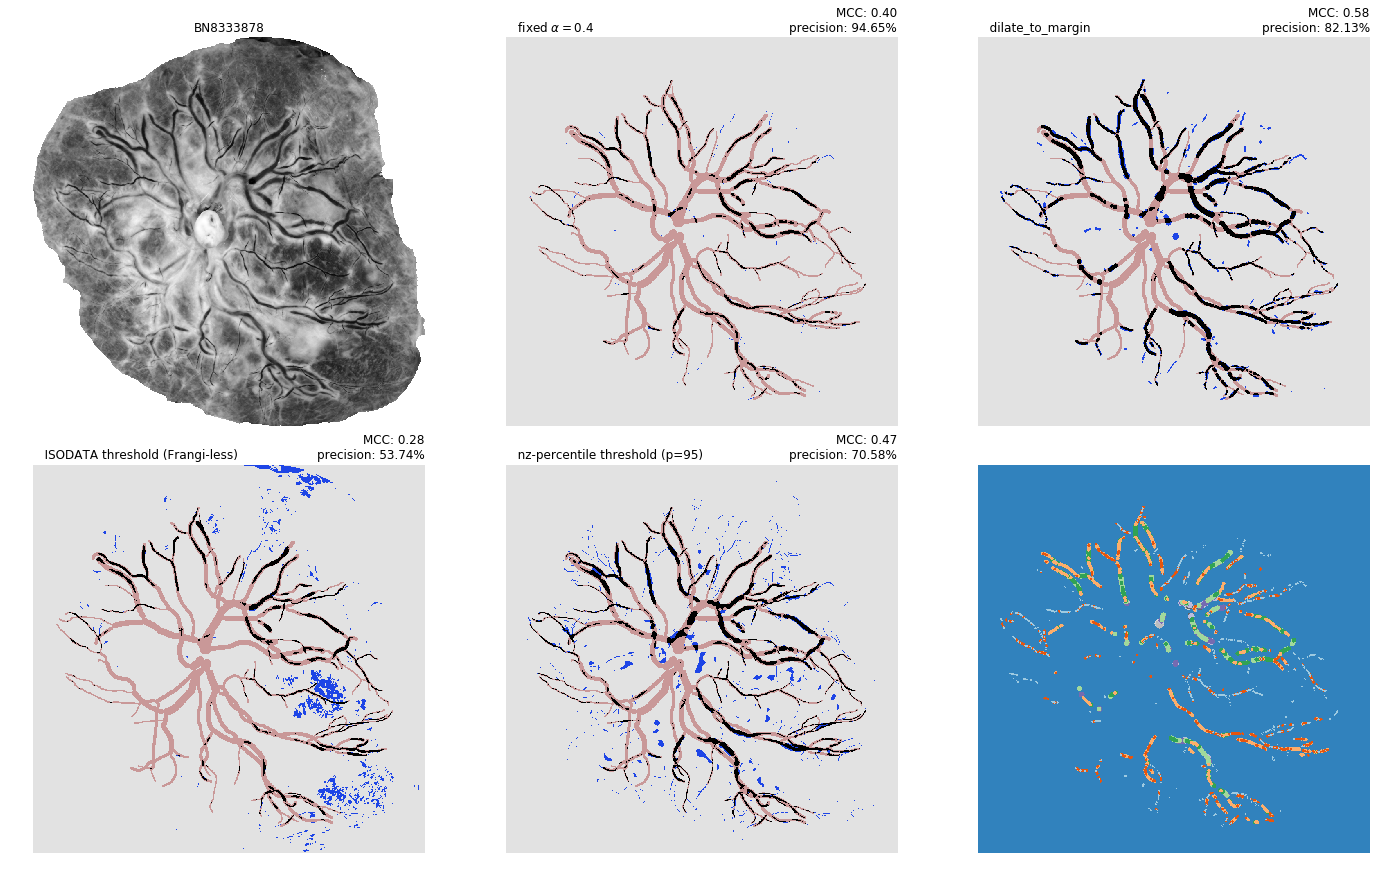 BN8333878
MCC: 0.40
fixed α = 0.4 precision: 94.65%
MCC: 0.58
dilate_to_margin precision: 82.13%
MCC: 0.28
ISODATA threshold (Frangi-less) precision: 53.74%
MCC: 0.47
nz-percentile threshold (p=95) precision: 70.58%